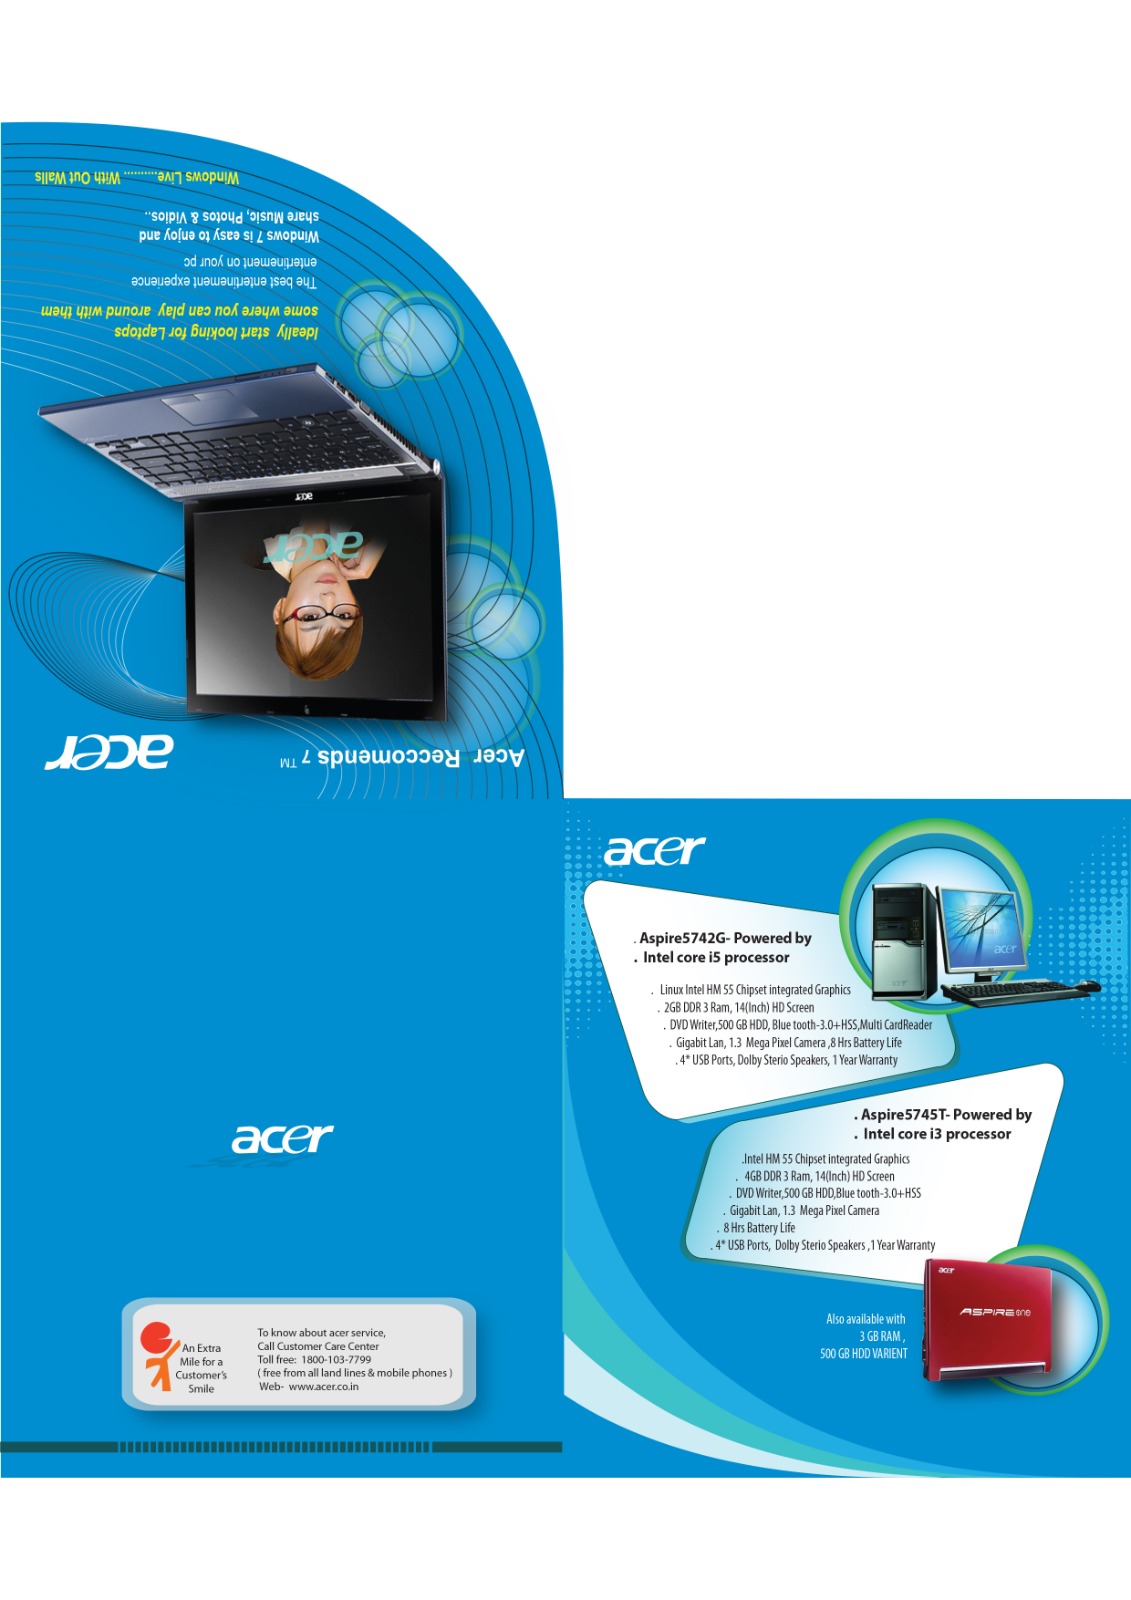 acer
Acer Reccomends 7 ™
acer
acer
Ideally start looking for Laptops
some where you can play around with them
The best entertinement experience
entertinement on your pc
Windows 7 is easy to enjoy and
share Music, Photos & Vidios..
Windows Live.......... With Out Walls
acer
An Extra
Mile for a
Customer's
Smile
To know about acer service,
Call Customer Care Center
Toll free: 1800-103-7799
( free from all land lines & mobile phones )
Web- www.acer.co.in
acer
. Aspire5742G- Powered by
. Intel core i5 processor
. Linux Intel HM 55 Chipset integrated Graphics
. 2GB DDR 3 Ram, 14(Inch) HD Screen
. DVD Writer,500 GB HDD, Blue tooth-3.0+HSS,Multi CardReader
. Gigabit Lan, 1.3 Mega Pixel Camera ,8 Hrs Battery Life
. 4* USB Ports, Dolby Sterio Speakers, 1 Year Warranty
acer
. Aspire5745T- Powered by
. Intel core i3 processor
.Intel HM 55 Chipset integrated Graphics
. 4GB DDR 3 Ram, 14(Inch) HD Screen
. DVD Writer,500 GB HDD,Blue tooth-3.0+HSS
. Gigabit Lan, 1.3 Mega Pixel Camera
. 8 Hrs Battery Life
. 4* USB Ports, Dolby Sterio Speakers ,1 Year Warranty
Also available with
3 GB RAM ,
500 GB HDD VARIENT
acer
ASPIRE one